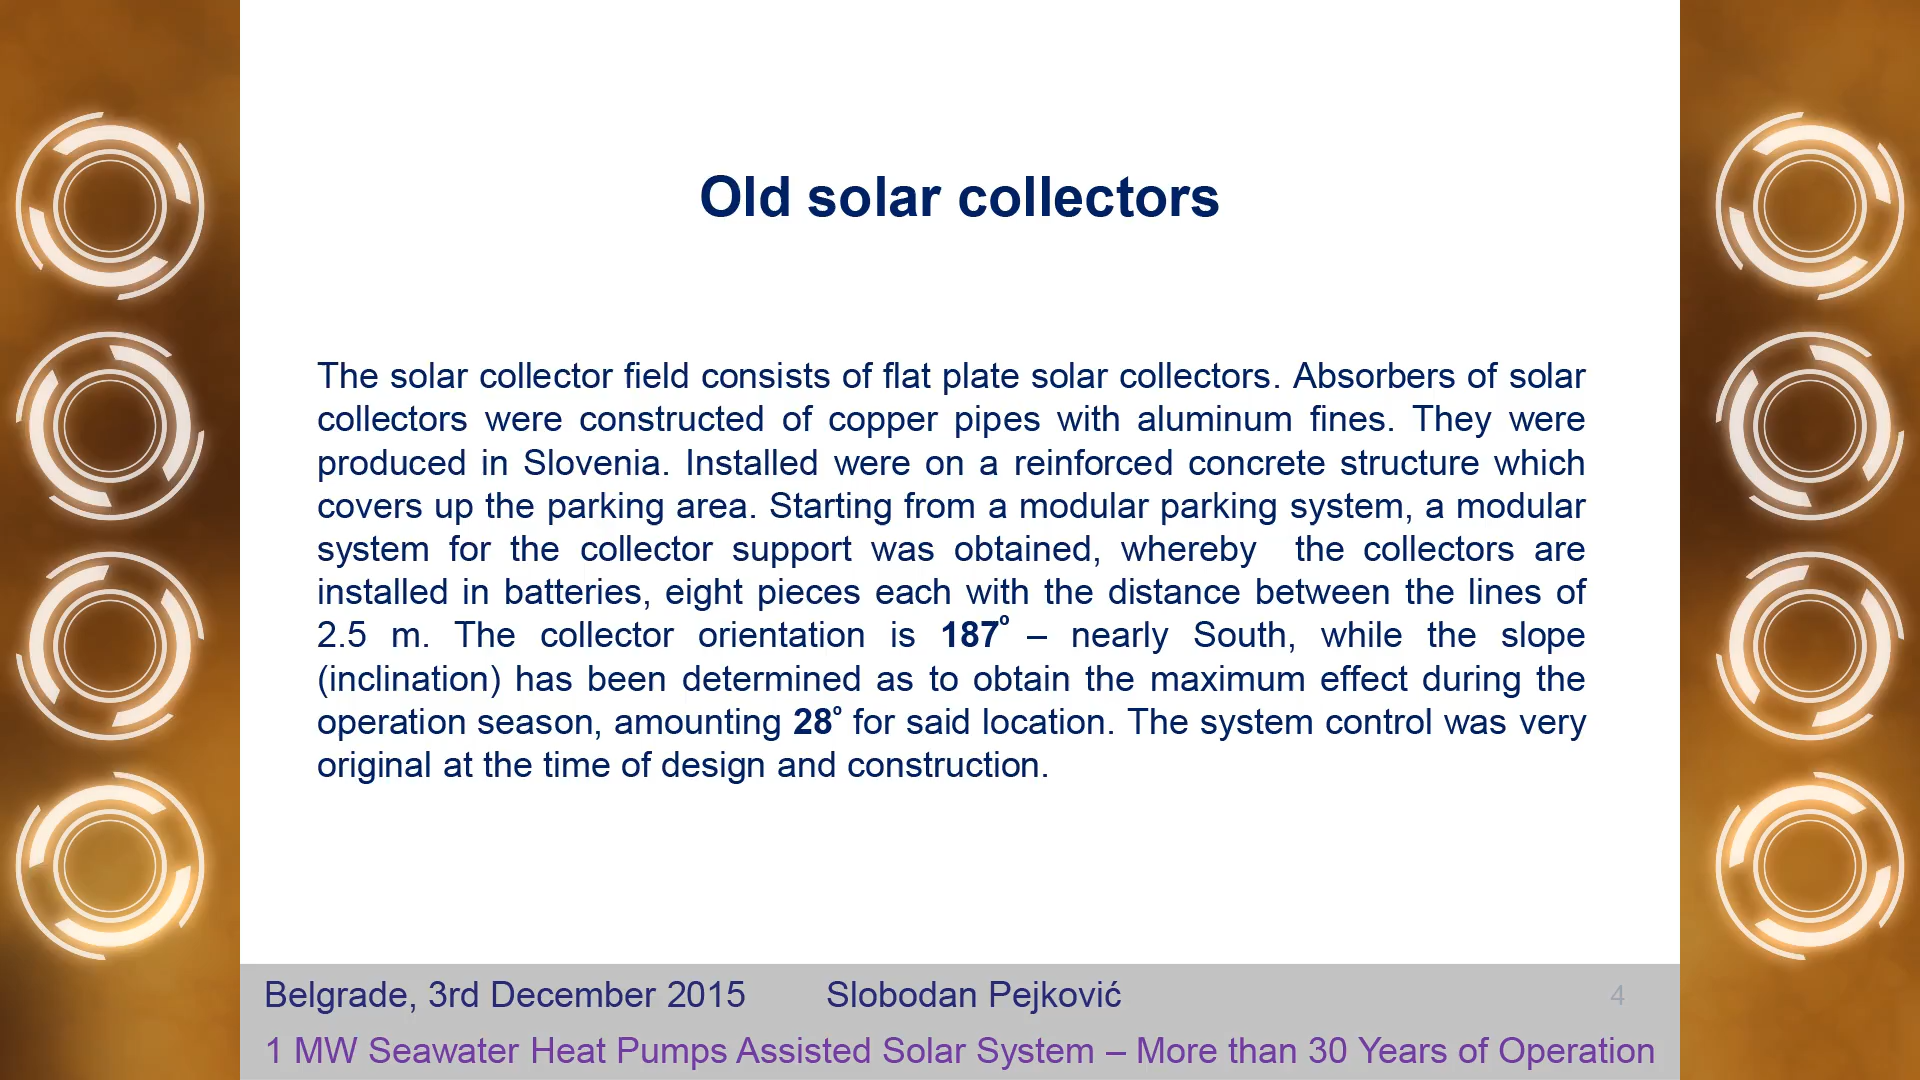 Old solar collectors
The solar collector field consists of flat plate solar collectors. Absorbers of solar
collectors were constructed of copper pipes with aluminum fines. They were
produced in Slovenia. Installed were on a reinforced concrete structure which
covers up the parking area. Starting from a modular parking system, a modular
system for the collector support was obtained, whereby the collectors are
installed in batteries, eight pieces each with the distance between the lines of
2.5 m. The collector orientation is 187º – nearly South, while the slope
(inclination) has been determined as to obtain the maximum effect during the
operation season, amounting 28º for said location. The system control was very
original at the time of design and construction.
Belgrade, 3rd December 2015 Slobodan Pejković 4
1 MW Seawater Heat Pumps Assisted Solar System – More than 30 Years of Operation